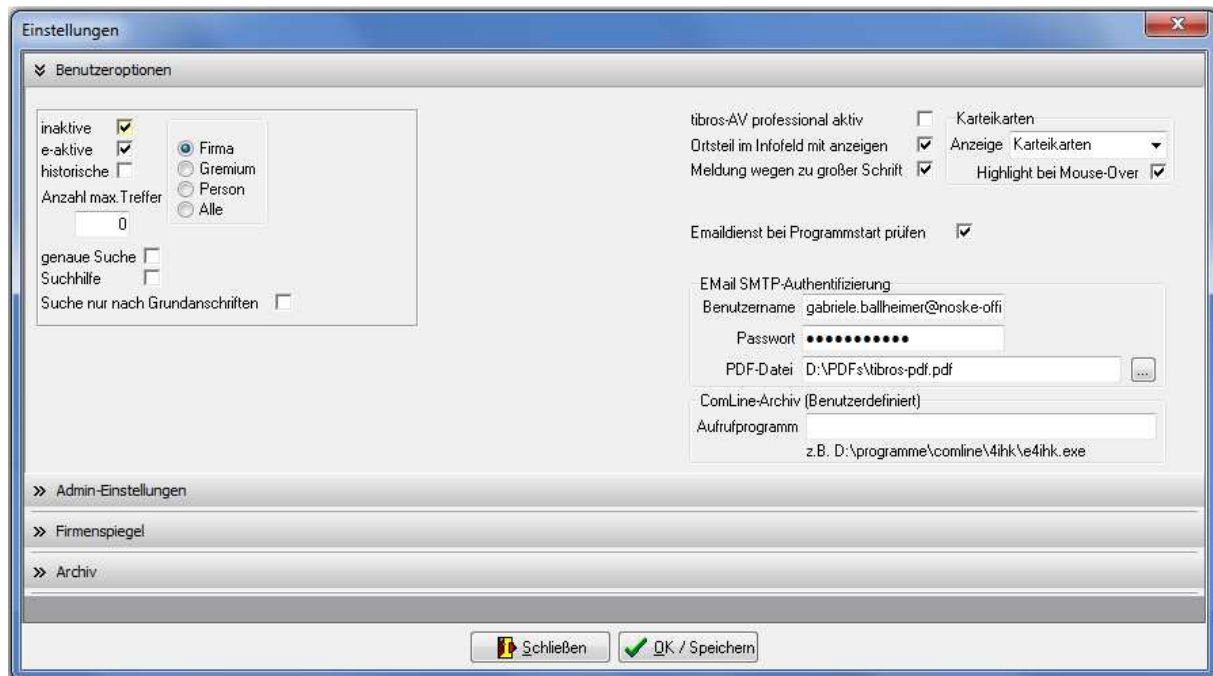 Einstellungen
Benutzeroptionen
inaktive
e-aktive
historische
Anzahl max.Treffer
0
genaue Suche
Suchhilfe
Suche nur nach Grundanschriften
Firma
Gremium
Person
Alle
tibros-AV professional aktiv
Ortsteil im Infofeld mit anzeigen
Meldung wegen zu großer Schrift
Karteikarten
Anzeige Karteikarten
Highlight bei Mouse-Over
Emaildienst bei Programmstart prüfen
EMail SMTP-Authentifizierung
Benutzername gabriele.ballheimer@noske-offi
Passwort ●●●●●●●●●●●
PDF-Datei D:\PDFs\tibros-pdf.pdf ...
ComLine-Archiv (Benutzerdefiniert)
Aufrufprogramm
z.B. D:\programme\comline\4ihk\e4ihk.exe
Admin-Einstellungen
Firmenspiegel
Archiv
Schließen
OK / Speichern